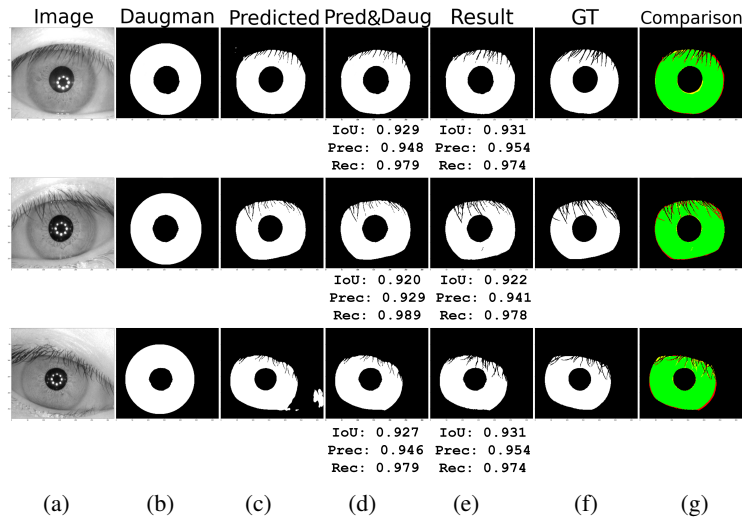 Image Daugman Predicted Pred&Daug Result GT Comparison
IoU: 0.929 IoU: 0.931
Prec: 0.948 Prec: 0.954
Rec: 0.979 Rec: 0.974
IoU: 0.920 IoU: 0.922
Prec: 0.929 Prec: 0.941
Rec: 0.989 Rec: 0.978
IoU: 0.927 IoU: 0.931
Prec: 0.946 Prec: 0.954
Rec: 0.979 Rec: 0.974
(a) (b) (c) (d) (e) (f) (g)